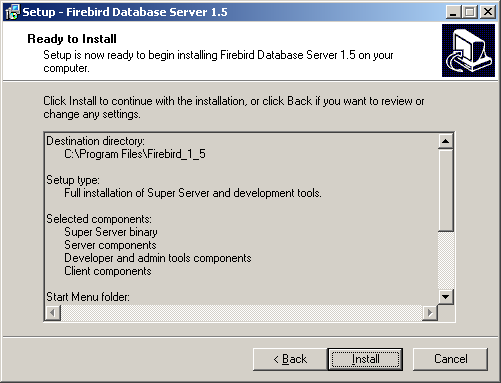 Setup - Firebird Database Server 1.5
Ready to Install
Setup is now ready to begin installing Firebird Database Server 1.5 on your
computer.
Click Install to continue with the installation, or click Back if you want to review or
change any settings.
Destination directory:
C:\Program Files\Firebird_1_5
Setup type:
Full installation of Super Server and development tools.
Selected components:
Super Server binary
Server components
Developer and admin tools components
Client components
Start Menu folder:
< Back
Install
Cancel